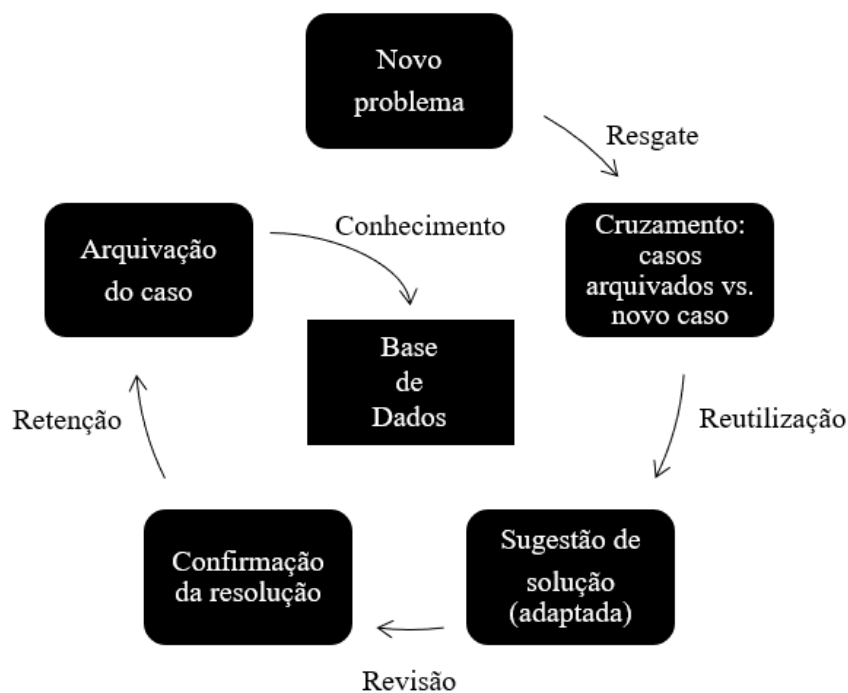 Novo
problema
Resgate
Cruzamento:
casos
arquivados vs.
novo caso
Reutilização
Sugestão de
solução
(adaptada)
Revisão
Confirmação
da resolução
Retenção
Arquivação
do caso
Conhecimento
Base
de
Dados